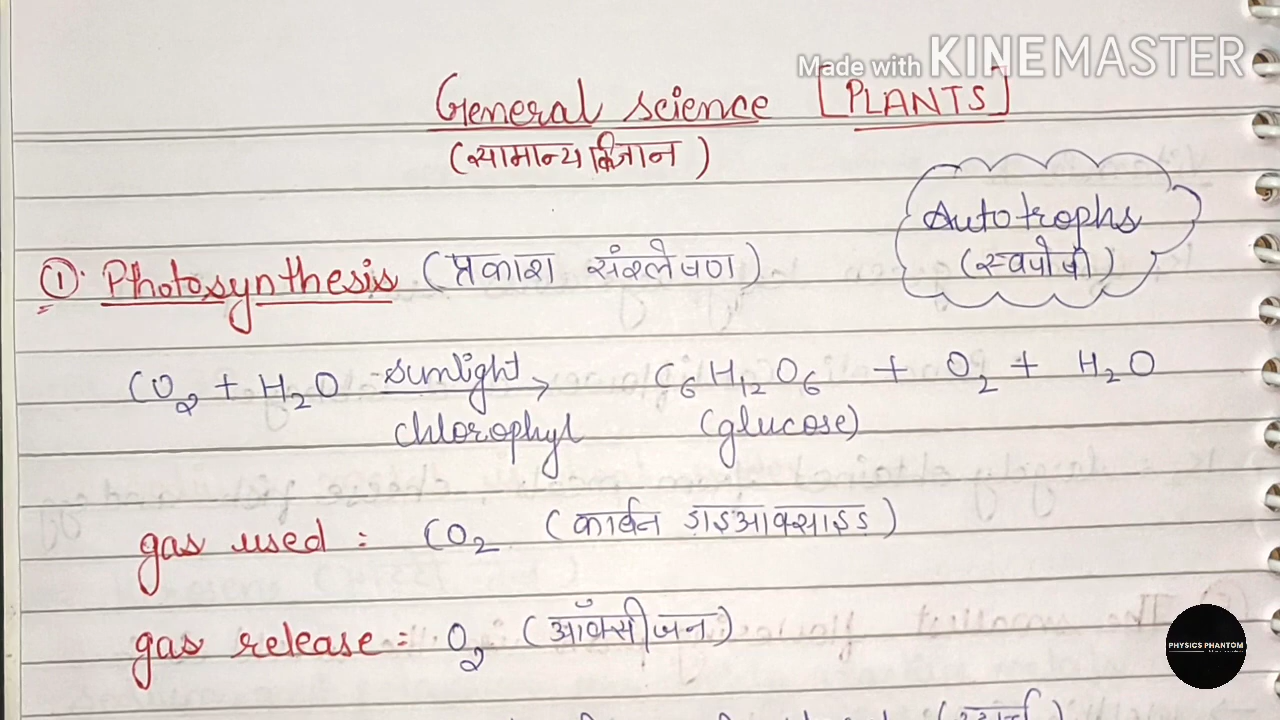 Made with KINEMASTER
General science [PLANTS]
(सामान्य विज्ञान)
Autotrophs
(स्वपोषी)
① Photosynthesis (प्रकाश संश्लेषण)
CO₂ + H₂O sunlight → C₆H₁₂O₆ + O₂ + H₂O
chlorophyl (glucose)
gas used : CO₂ (कार्बन डाइआक्साइड)
gas release : O₂ (ऑक्सीजन)
PHYSICS PHANTOM